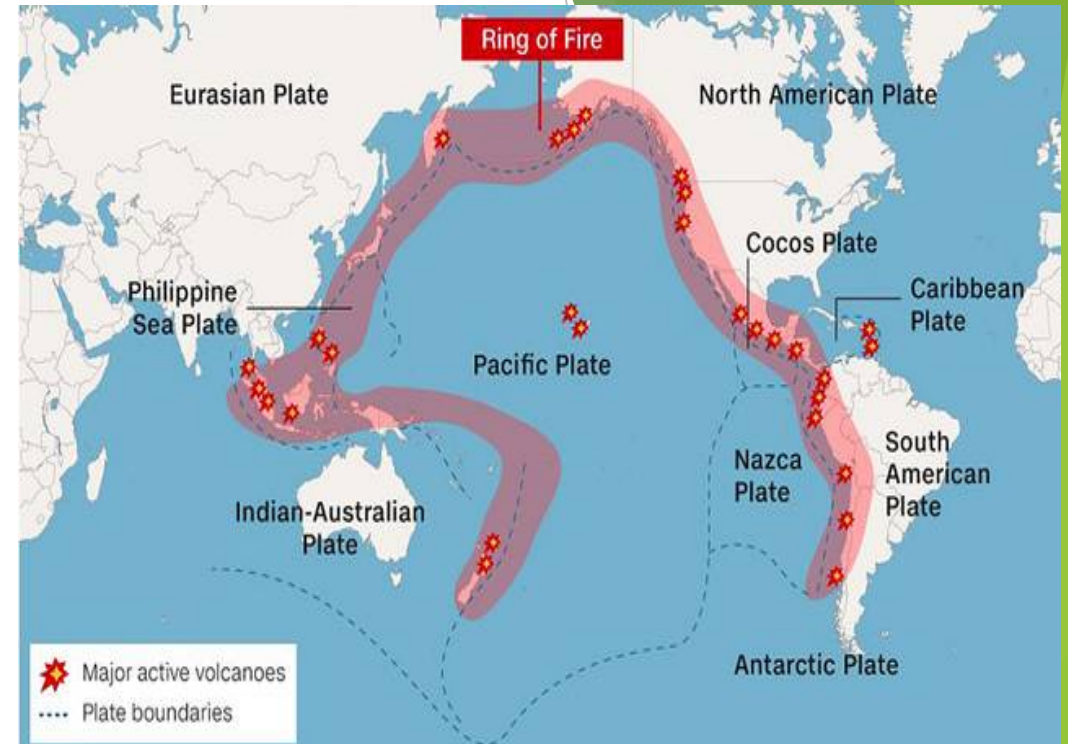 Ring of Fire
Eurasian Plate
North American Plate
Cocos Plate
Philippine
Sea Plate
Caribbean
Plate
Pacific Plate
Nazca
Plate
South
American
Plate
Indian-Australian
Plate
Antarctic Plate
Major active volcanoes
Plate boundaries